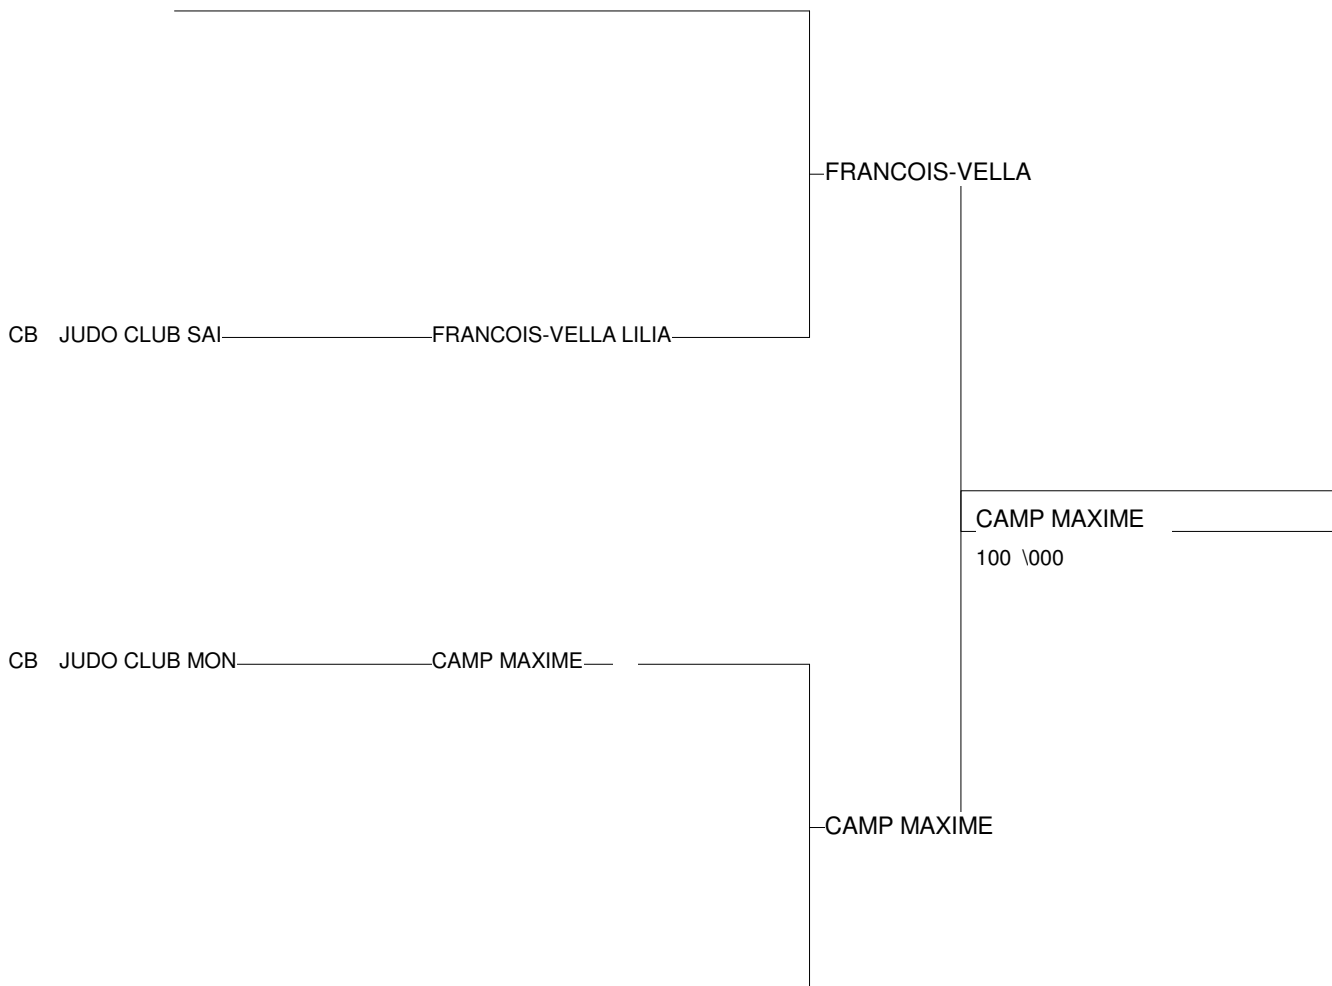 FRANCOIS-VELLA
CB JUDO CLUB SAI FRANCOIS-VELLA LILIA
CAMP MAXIME
100 \000
CB JUDO CLUB MON CAMP MAXIME
CAMP MAXIME